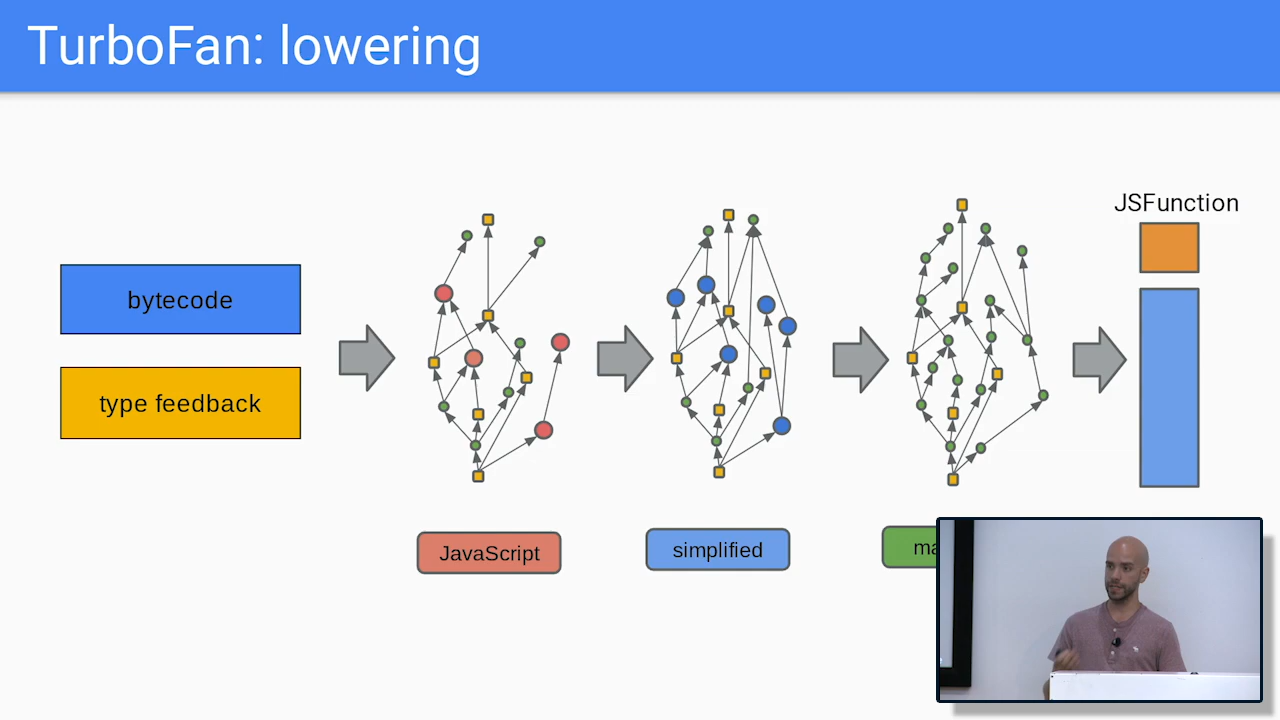 TurboFan: lowering
JSFunction
bytecode
type feedback
JavaScript
simplified